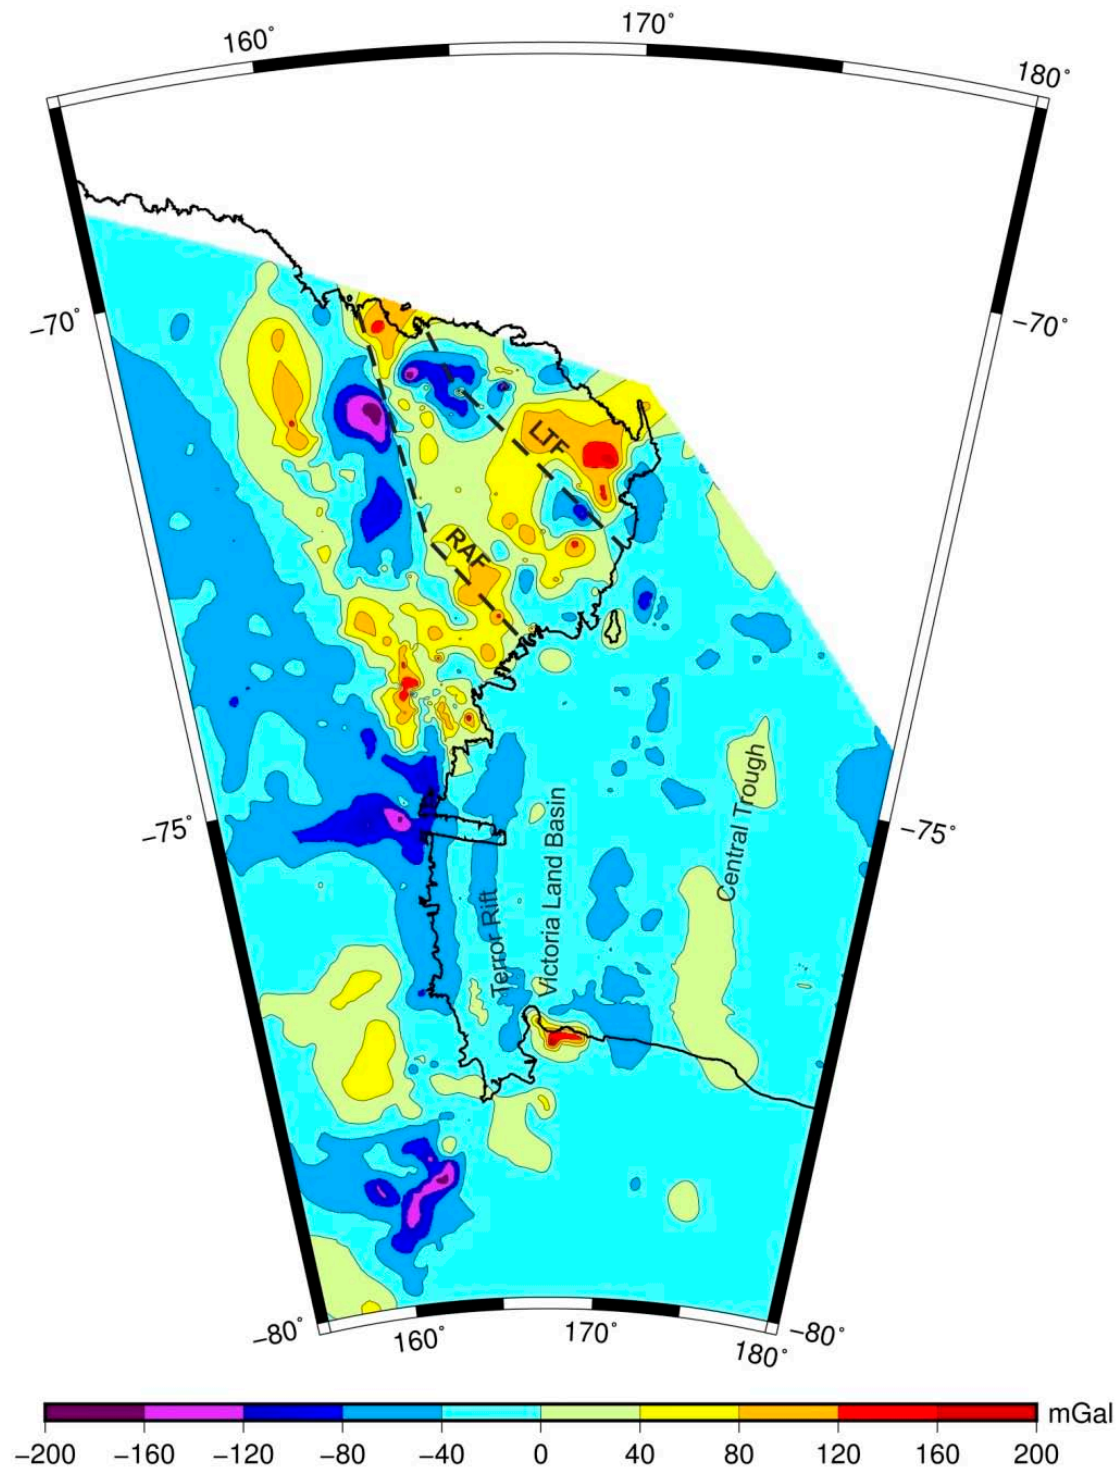 160°
170°
180°
−70°
−70°
LTF
RAF
−75°
−75°
Central Trough
Victoria Land Basin
Terror Rift
−80°
160°
170°
180°
−80°
mGal
−200 −160 −120 −80 −40 0 40 80 120 160 200